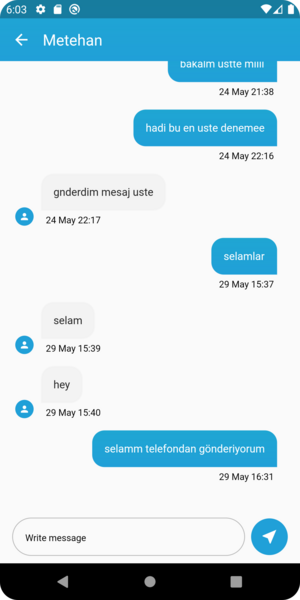 6:03
Metehan
bakalm ustte milli
24 May 21:38
hadi bu en uste denemee
24 May 22:16
gnderdim mesaj uste
24 May 22:17
selamlar
29 May 15:37
selam
29 May 15:39
hey
29 May 15:40
selamm telefondan gönderiyorum
29 May 16:31
Write message